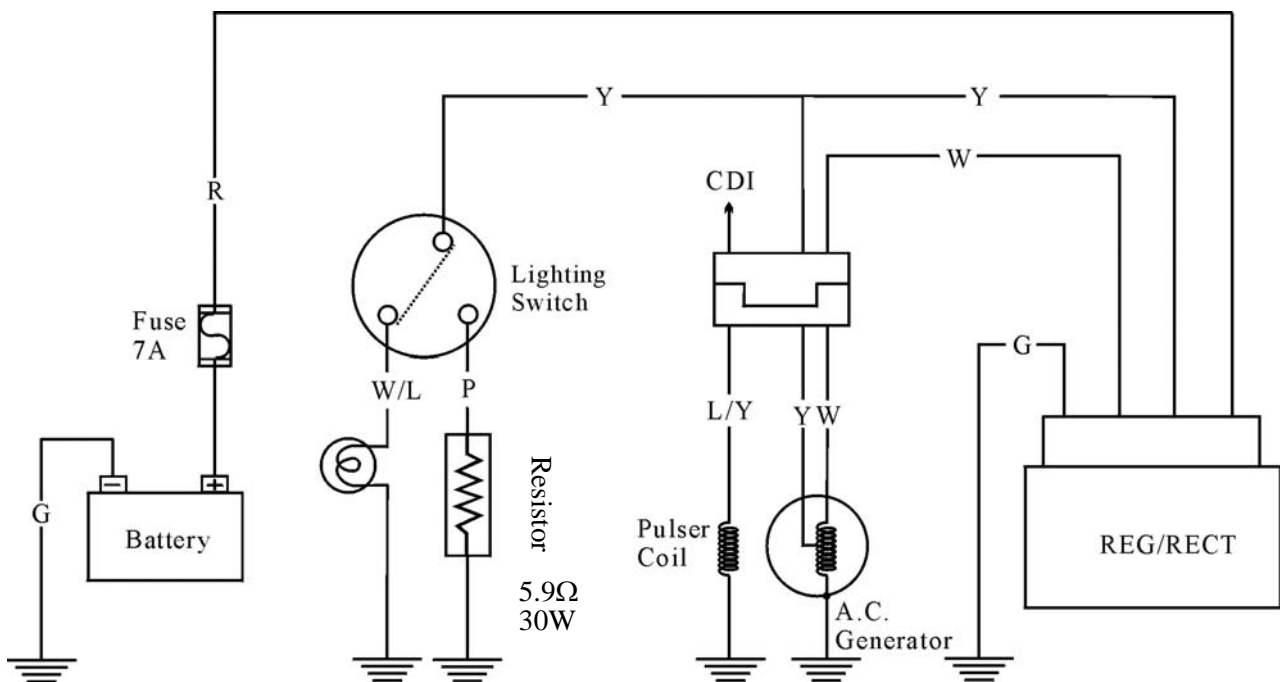 Y
Y
W
CDI
R
Lighting
Switch
Fuse
7A
G
W/L
P
L/Y
Y W
G
Battery
Resistor
5.9Ω
30W
Pulser
Coil
A.C.
Generator
REG/RECT